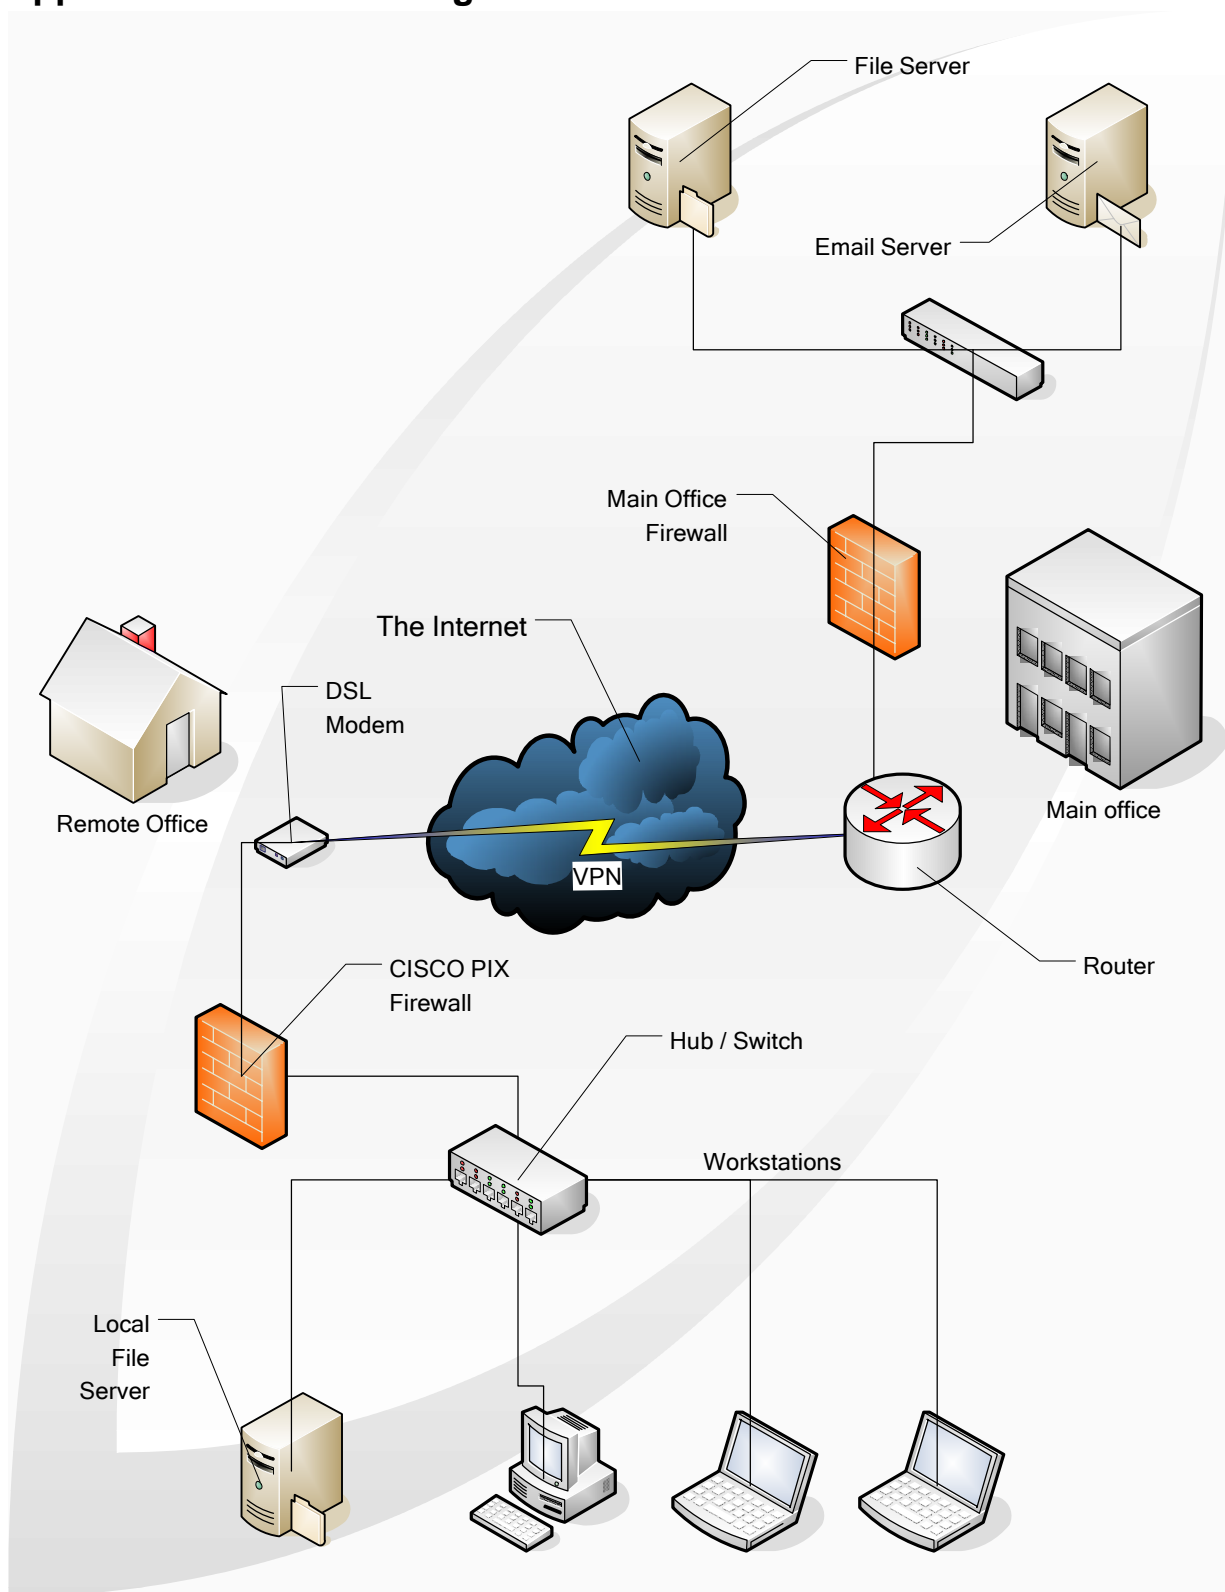 File Server
Email Server
Main Office
Firewall
The Internet
DSL
Modem
Remote Office
Main office
VPN
Router
CISCO PIX
Firewall
Hub / Switch
Workstations
Local
File
Server